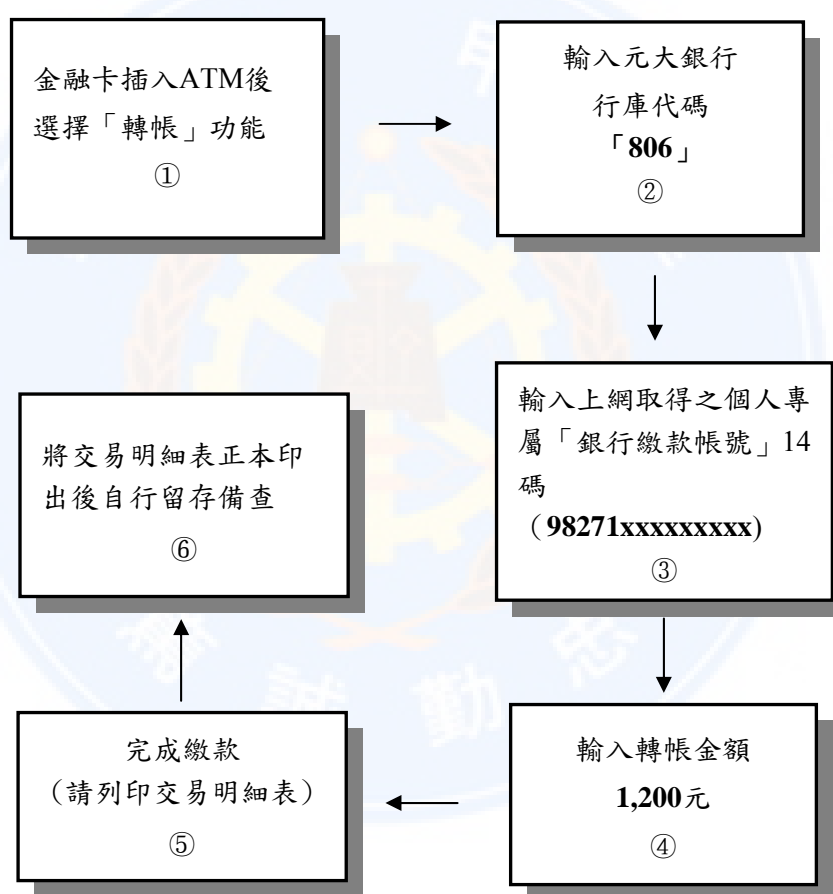 金融卡插入ATM後
選擇「轉帳」功能
①
輸入元大銀行
行庫代碼
「806」
②
輸入上網取得之個人專
屬「銀行繳款帳號」14
碼
（98271xxxxxxxxx)
③
輸入轉帳金額
1,200元
④
完成繳款
（請列印交易明細表）
⑤
將交易明細表正本印
出後自行留存備查
⑥
誠 勤 忠